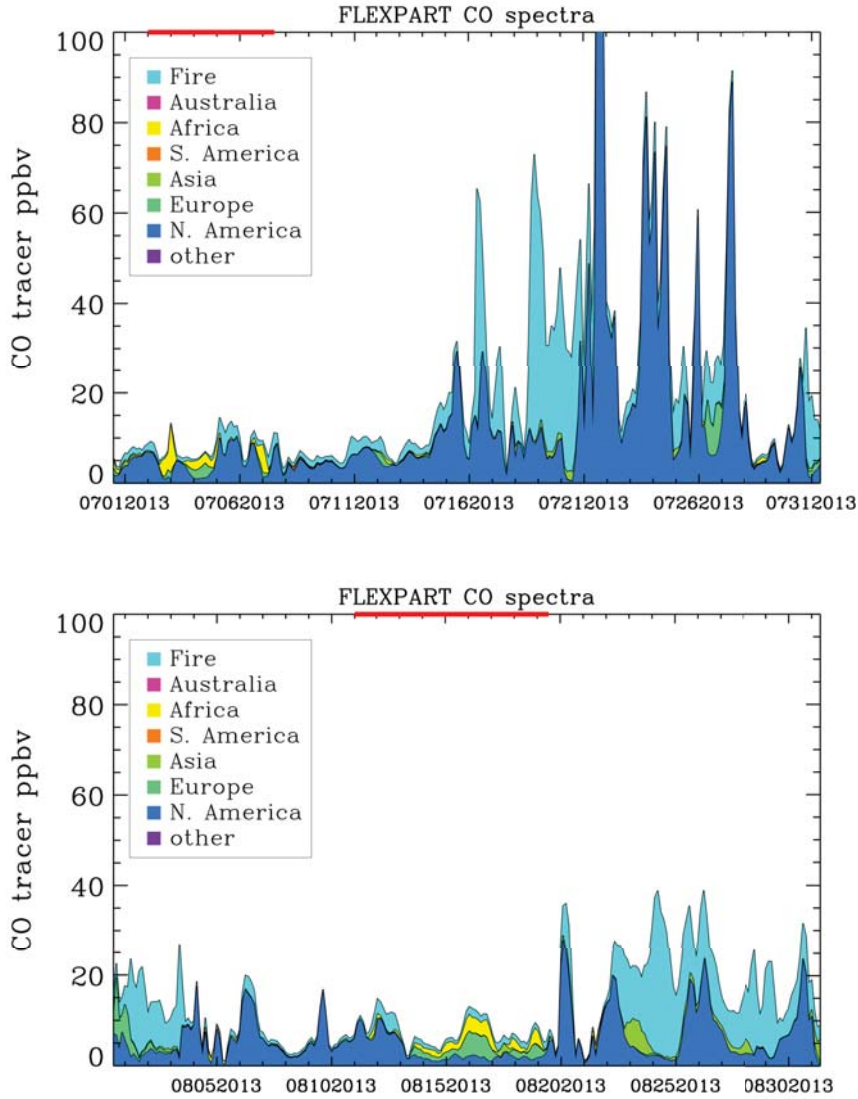 FLEXPART CO spectra
100
80
60
40
20
0
CO tracer ppbv
Fire
Australia
Africa
S. America
Asia
Europe
N. America
other
07012013 07062013 07112013 07162013 07212013 07262013 07312013
FLEXPART CO spectra
100
80
60
40
20
0
CO tracer ppbv
Fire
Australia
Africa
S. America
Asia
Europe
N. America
other
08052013 08102013 08152013 08202013 08252013 08302013